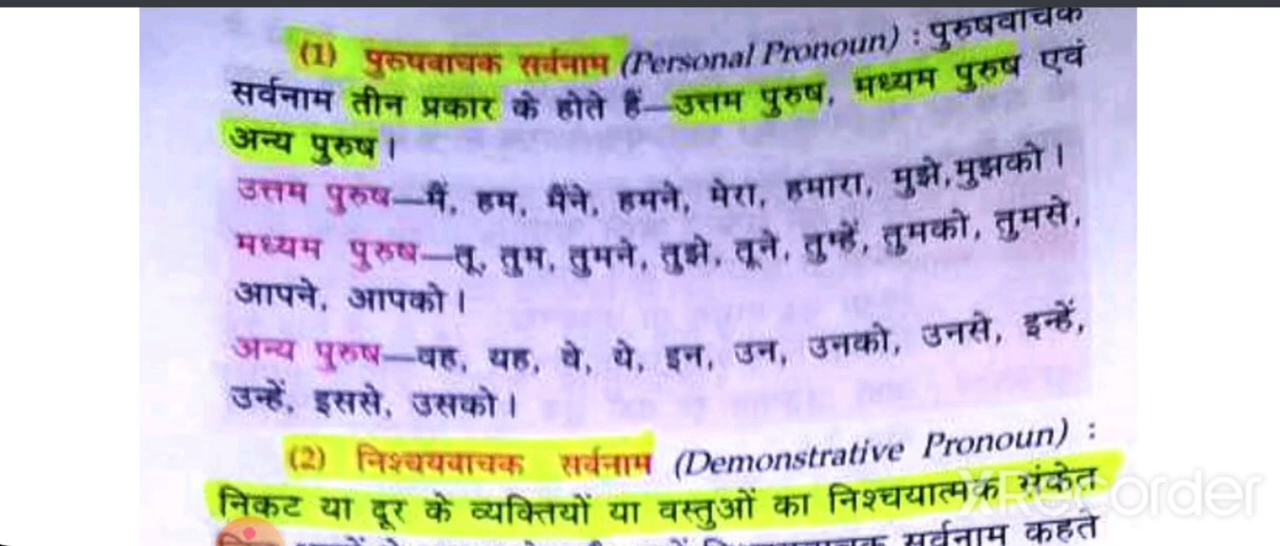 (1) पुरुषवाचक सर्वनाम (Personal Pronoun) : पुरुषवाचक
सर्वनाम तीन प्रकार के होते हैं—उत्तम पुरुष, मध्यम पुरुष एवं
अन्य पुरुष।
उत्तम पुरुष—मैं, हम, मैंने, हमने, मेरा, हमारा, मुझे,मुझको।
मध्यम पुरुष—तू, तुम, तुमने, तुझे, तूने, तुम्हें, तुमको, तुमसे,
आपने, आपको।
अन्य पुरुष—वह, यह, वे, ये, इन, उन, उनको, उनसे, इन्हें,
उन्हें, इससे, उसको।
(2) निश्चयवाचक सर्वनाम (Demonstrative Pronoun) :
निकट या दूर के व्यक्तियों या वस्तुओं का निश्चयात्मक संकेत
सर्वनाम कहते
XRecorder